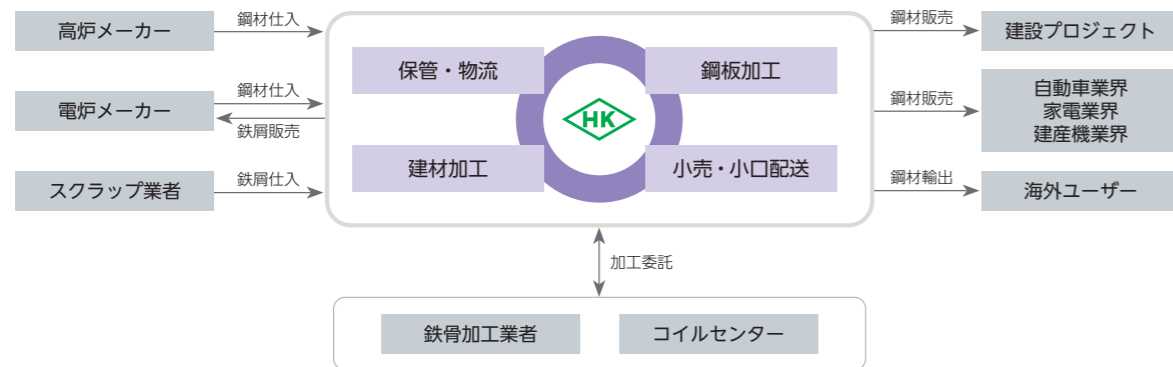 高炉メーカー
鋼材仕入
電炉メーカー
鋼材仕入
鉄屑販売
スクラップ業者
鉄屑仕入
保管・物流
鋼板加工
HK
建材加工
小売・小口配送
鋼材販売
建設プロジェクト
鋼材販売
自動車業界
家電業界
建産機業界
鋼材輸出
海外ユーザー
加工委託
鉄骨加工業者
コイルセンター